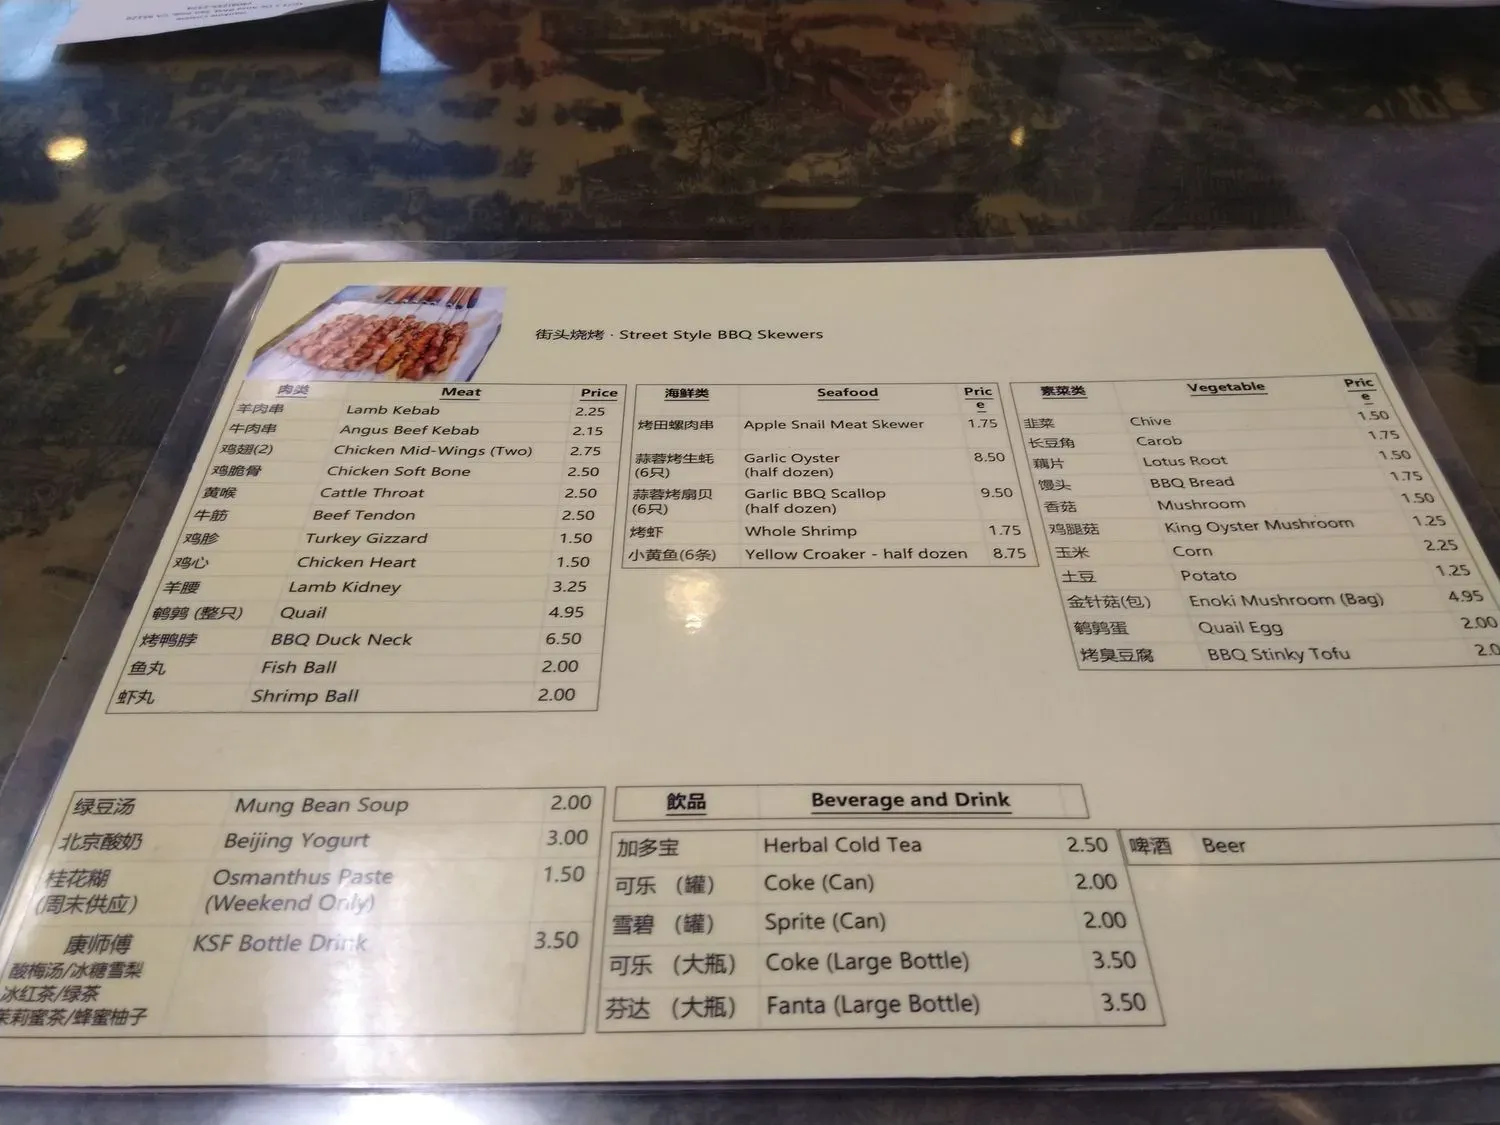 街头烧烤 · Street Style BBQ Skewers
肉类 Meat Price
羊肉串 Lamb Kebab 2.25
牛肉串 Angus Beef Kebab 2.15
鸡翅(2) Chicken Mid-Wings (Two) 2.75
鸡脆骨 Chicken Soft Bone 2.50
黄喉 Cattle Throat 2.50
牛筋 Beef Tendon 2.50
鸡胗 Turkey Gizzard 1.50
鸡心 Chicken Heart 1.50
羊腰 Lamb Kidney 3.25
鹌鹑 (整只) Quail 4.95
烤鸭脖 BBQ Duck Neck 6.50
鱼丸 Fish Ball 2.00
虾丸 Shrimp Ball 2.00
海鲜类 Seafood Pric
e
烤田螺肉串 Apple Snail Meat Skewer 1.75
蒜蓉烤生蚝 Garlic Oyster 8.50
(6只) (half dozen)
蒜蓉烤扇贝 Garlic BBQ Scallop 9.50
(6只) (half dozen)
烤虾 Whole Shrimp 1.75
小黄鱼(6条) Yellow Croaker - half dozen 8.75
素菜类 Vegetable Pric
e
韭菜 Chive 1.50
长豆角 Carob 1.75
藕片 Lotus Root 1.50
馒头 BBQ Bread 1.75
香菇 Mushroom 1.50
鸡腿菇 King Oyster Mushroom 1.25
玉米 Corn 2.25
土豆 Potato 1.25
金针菇(包) Enoki Mushroom (Bag) 4.95
鹌鹑蛋 Quail Egg 2.00
烤臭豆腐 BBQ Stinky Tofu 2.0
绿豆汤 Mung Bean Soup 2.00
北京酸奶 Beijing Yogurt 3.00
桂花糊 Osmanthus Paste 1.50
(周末供应) (Weekend Only)
康师傅 KSF Bottle Drink 3.50
酸梅汤/冰糖雪梨
冰红茶/绿茶
茉莉蜜茶/蜂蜜柚子
飲品 Beverage and Drink
加多宝 Herbal Cold Tea 2.50
可乐 (罐) Coke (Can) 2.00
雪碧 (罐) Sprite (Can) 2.00
可乐 (大瓶) Coke (Large Bottle) 3.50
芬达 (大瓶) Fanta (Large Bottle) 3.50
啤酒 Beer